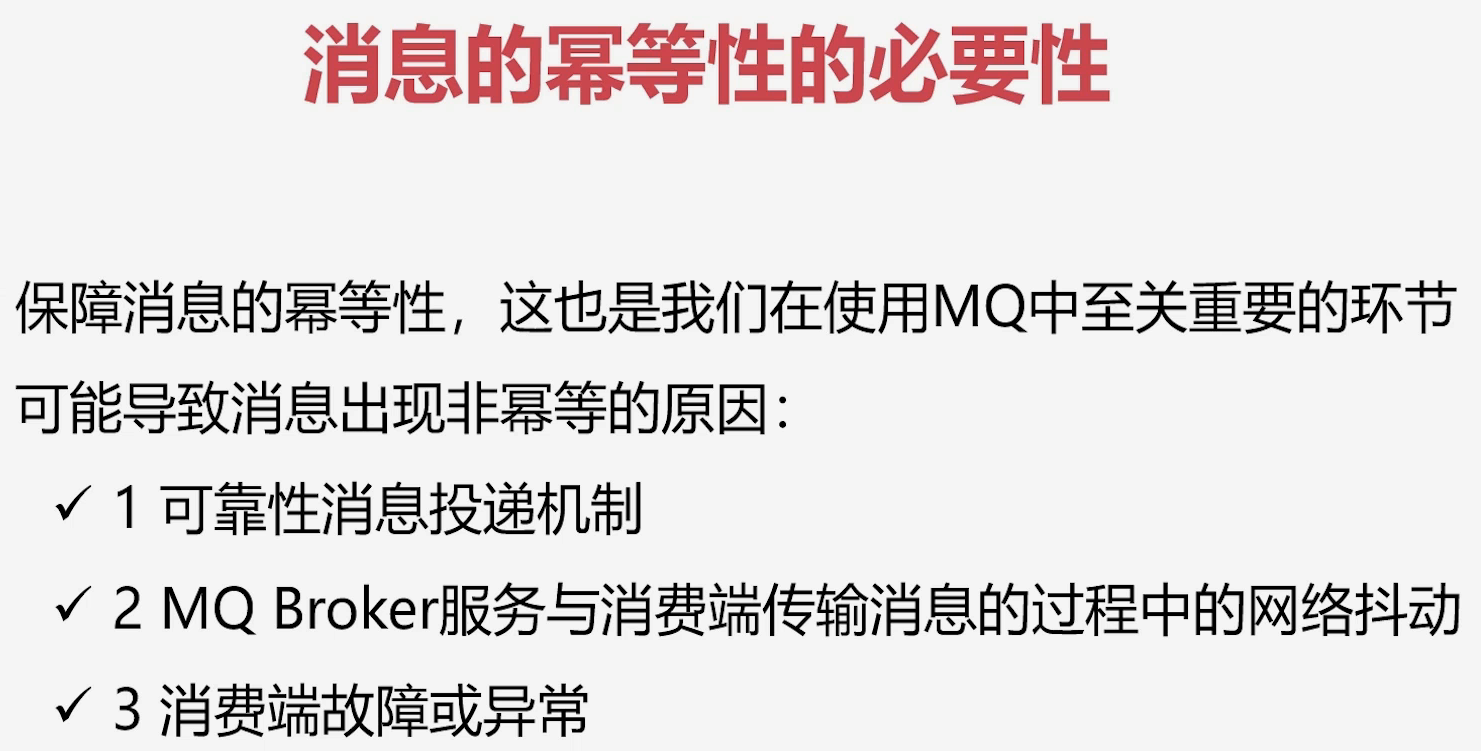 消息的幂等性的必要性
保障消息的幂等性，这也是我们在使用MQ中至关重要的环节
可能导致消息出现非幂等的原因：
✓ 1 可靠性消息投递机制
✓ 2 MQ Broker服务与消费端传输消息的过程中的网络抖动
✓ 3 消费端故障或异常